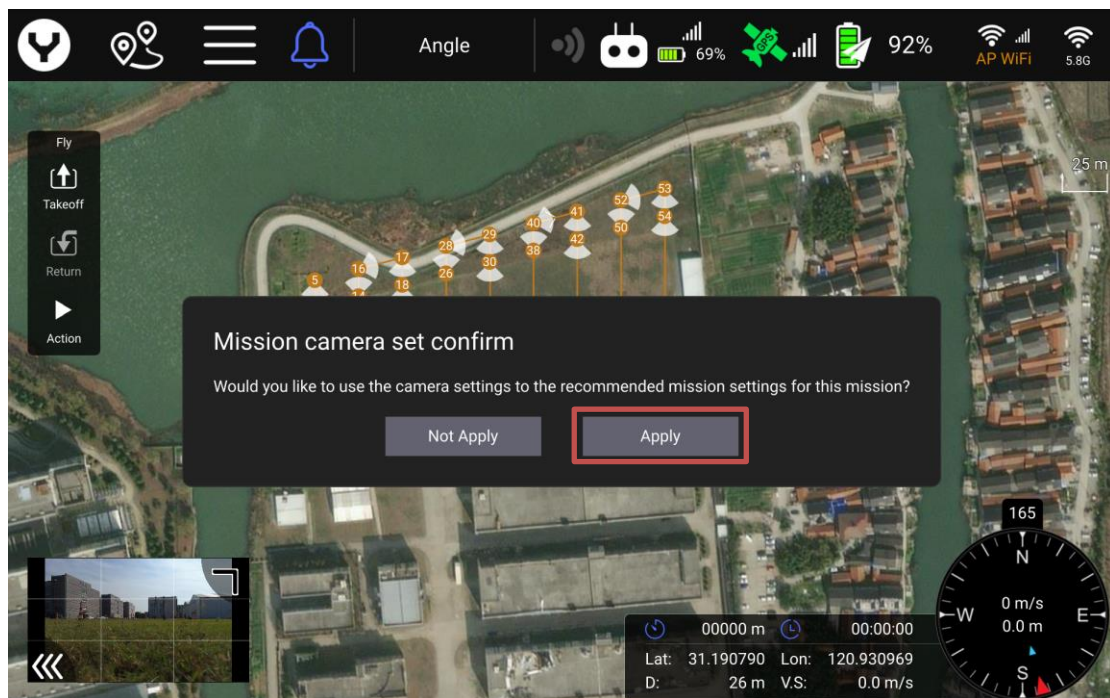 Angle
69%
GPS
92%
AP WiFi
5.8G
Fly
Takeoff
Return
Action
25 m
53
52
54
41
40
50
42
29
28
38
17
30
16
26
5
18
14
Mission camera set confirm
Would you like to use the camera settings to the recommended mission settings for this mission?
Not Apply
Apply
165
N
W
E
S
0 m/s
0.0 m
00000 m
00:00:00
Lat: 31.190790 Lon: 120.930969
D: 26 m V.S: 0.0 m/s